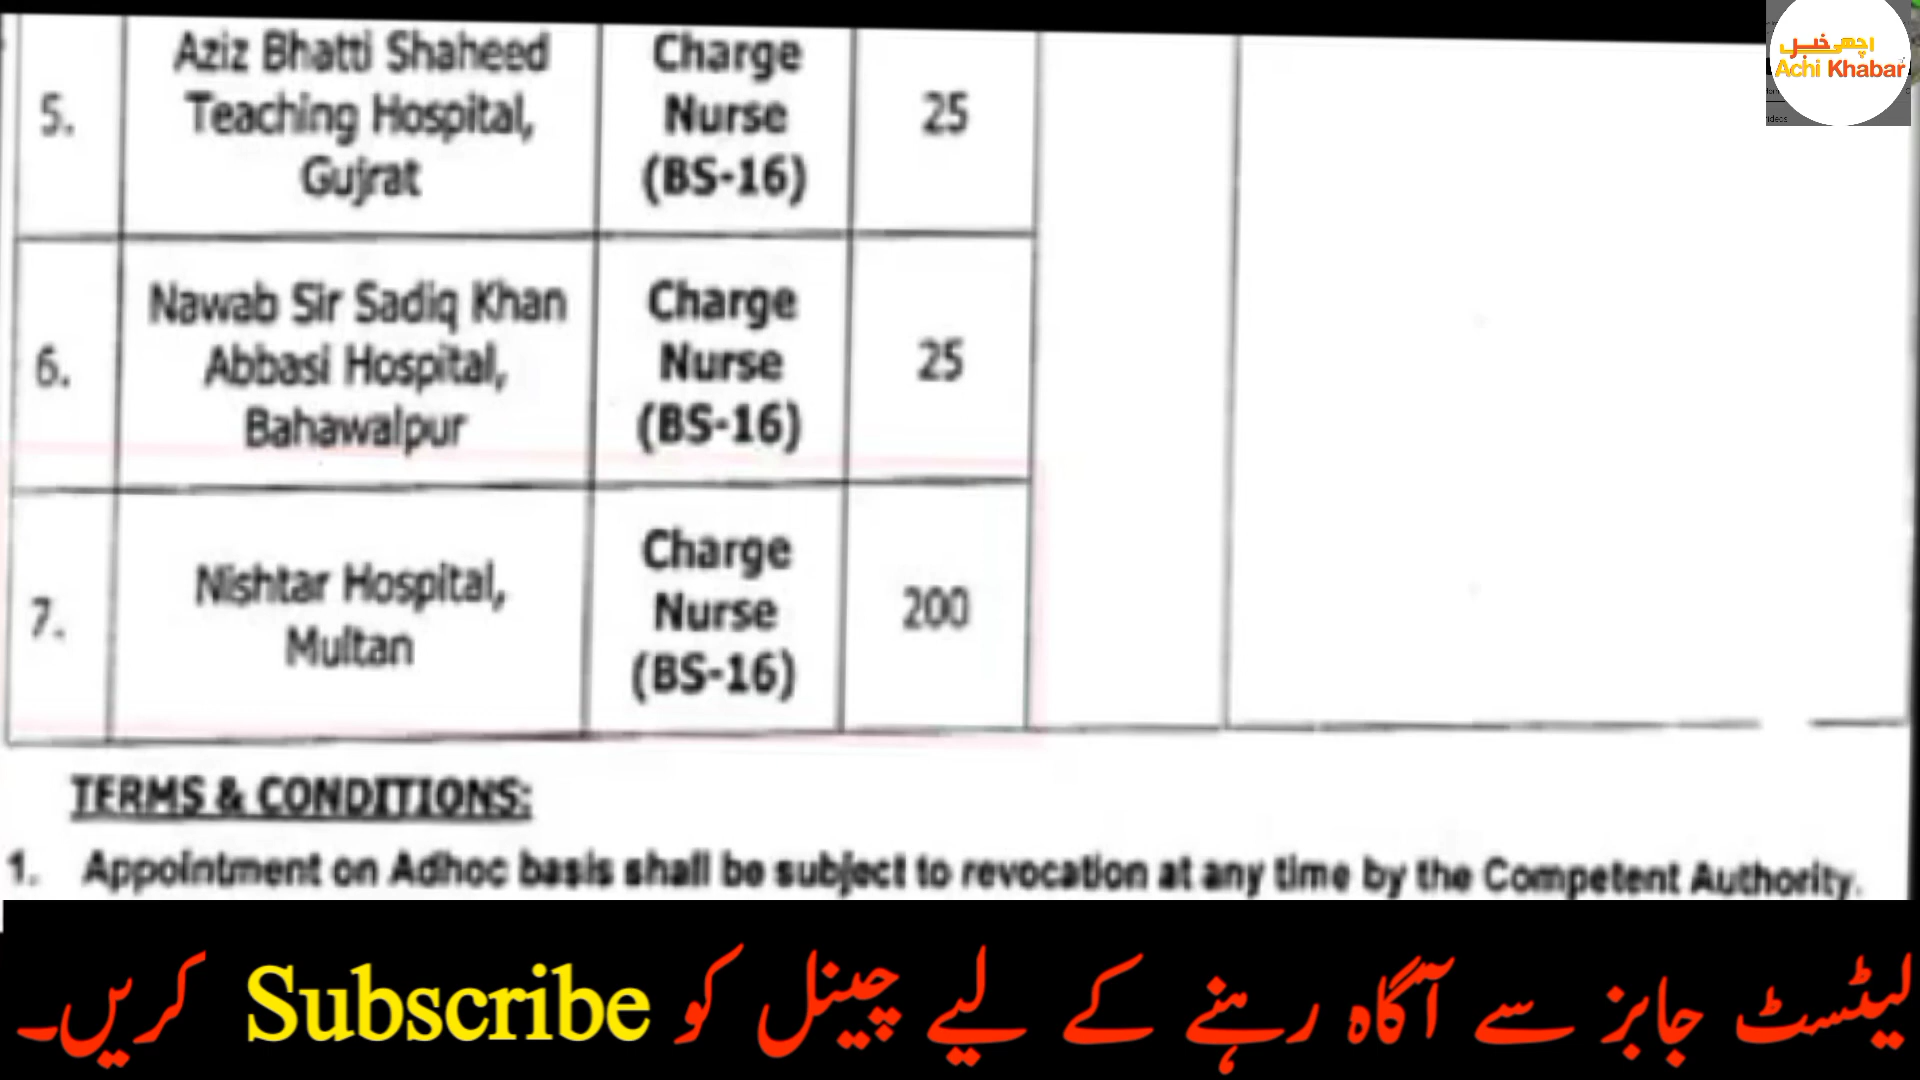 اچھی خبر
Achi Khabar
5.
Aziz Bhatti Shaheed
Teaching Hospital,
Gujrat
Charge
Nurse
(BS-16)
25
6.
Nawab Sir Sadiq Khan
Abbasi Hospital,
Bahawalpur
Charge
Nurse
(BS-16)
25
7.
Nishtar Hospital,
Multan
Charge
Nurse
(BS-16)
200
TERMS & CONDITIONS:
1. Appointment on Adhoc basis shall be subject to revocation at any time by the Competent Authority.
لیٹسٹ جابز سے آگاہ رہنے کے لیے چینل کو Subscribe کریں۔